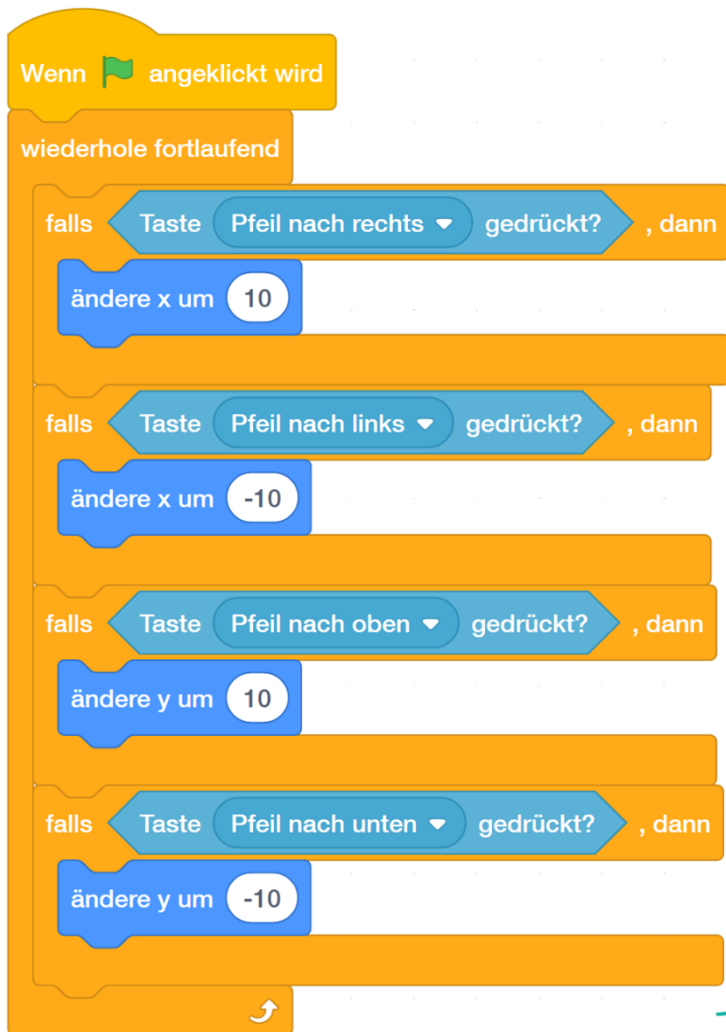 Wenn angeklickt wird
wiederhole fortlaufend
falls Taste Pfeil nach rechts gedrückt? , dann
ändere x um 10
falls Taste Pfeil nach links gedrückt? , dann
ändere x um -10
falls Taste Pfeil nach oben gedrückt? , dann
ändere y um 10
falls Taste Pfeil nach unten gedrückt? , dann
ändere y um -10